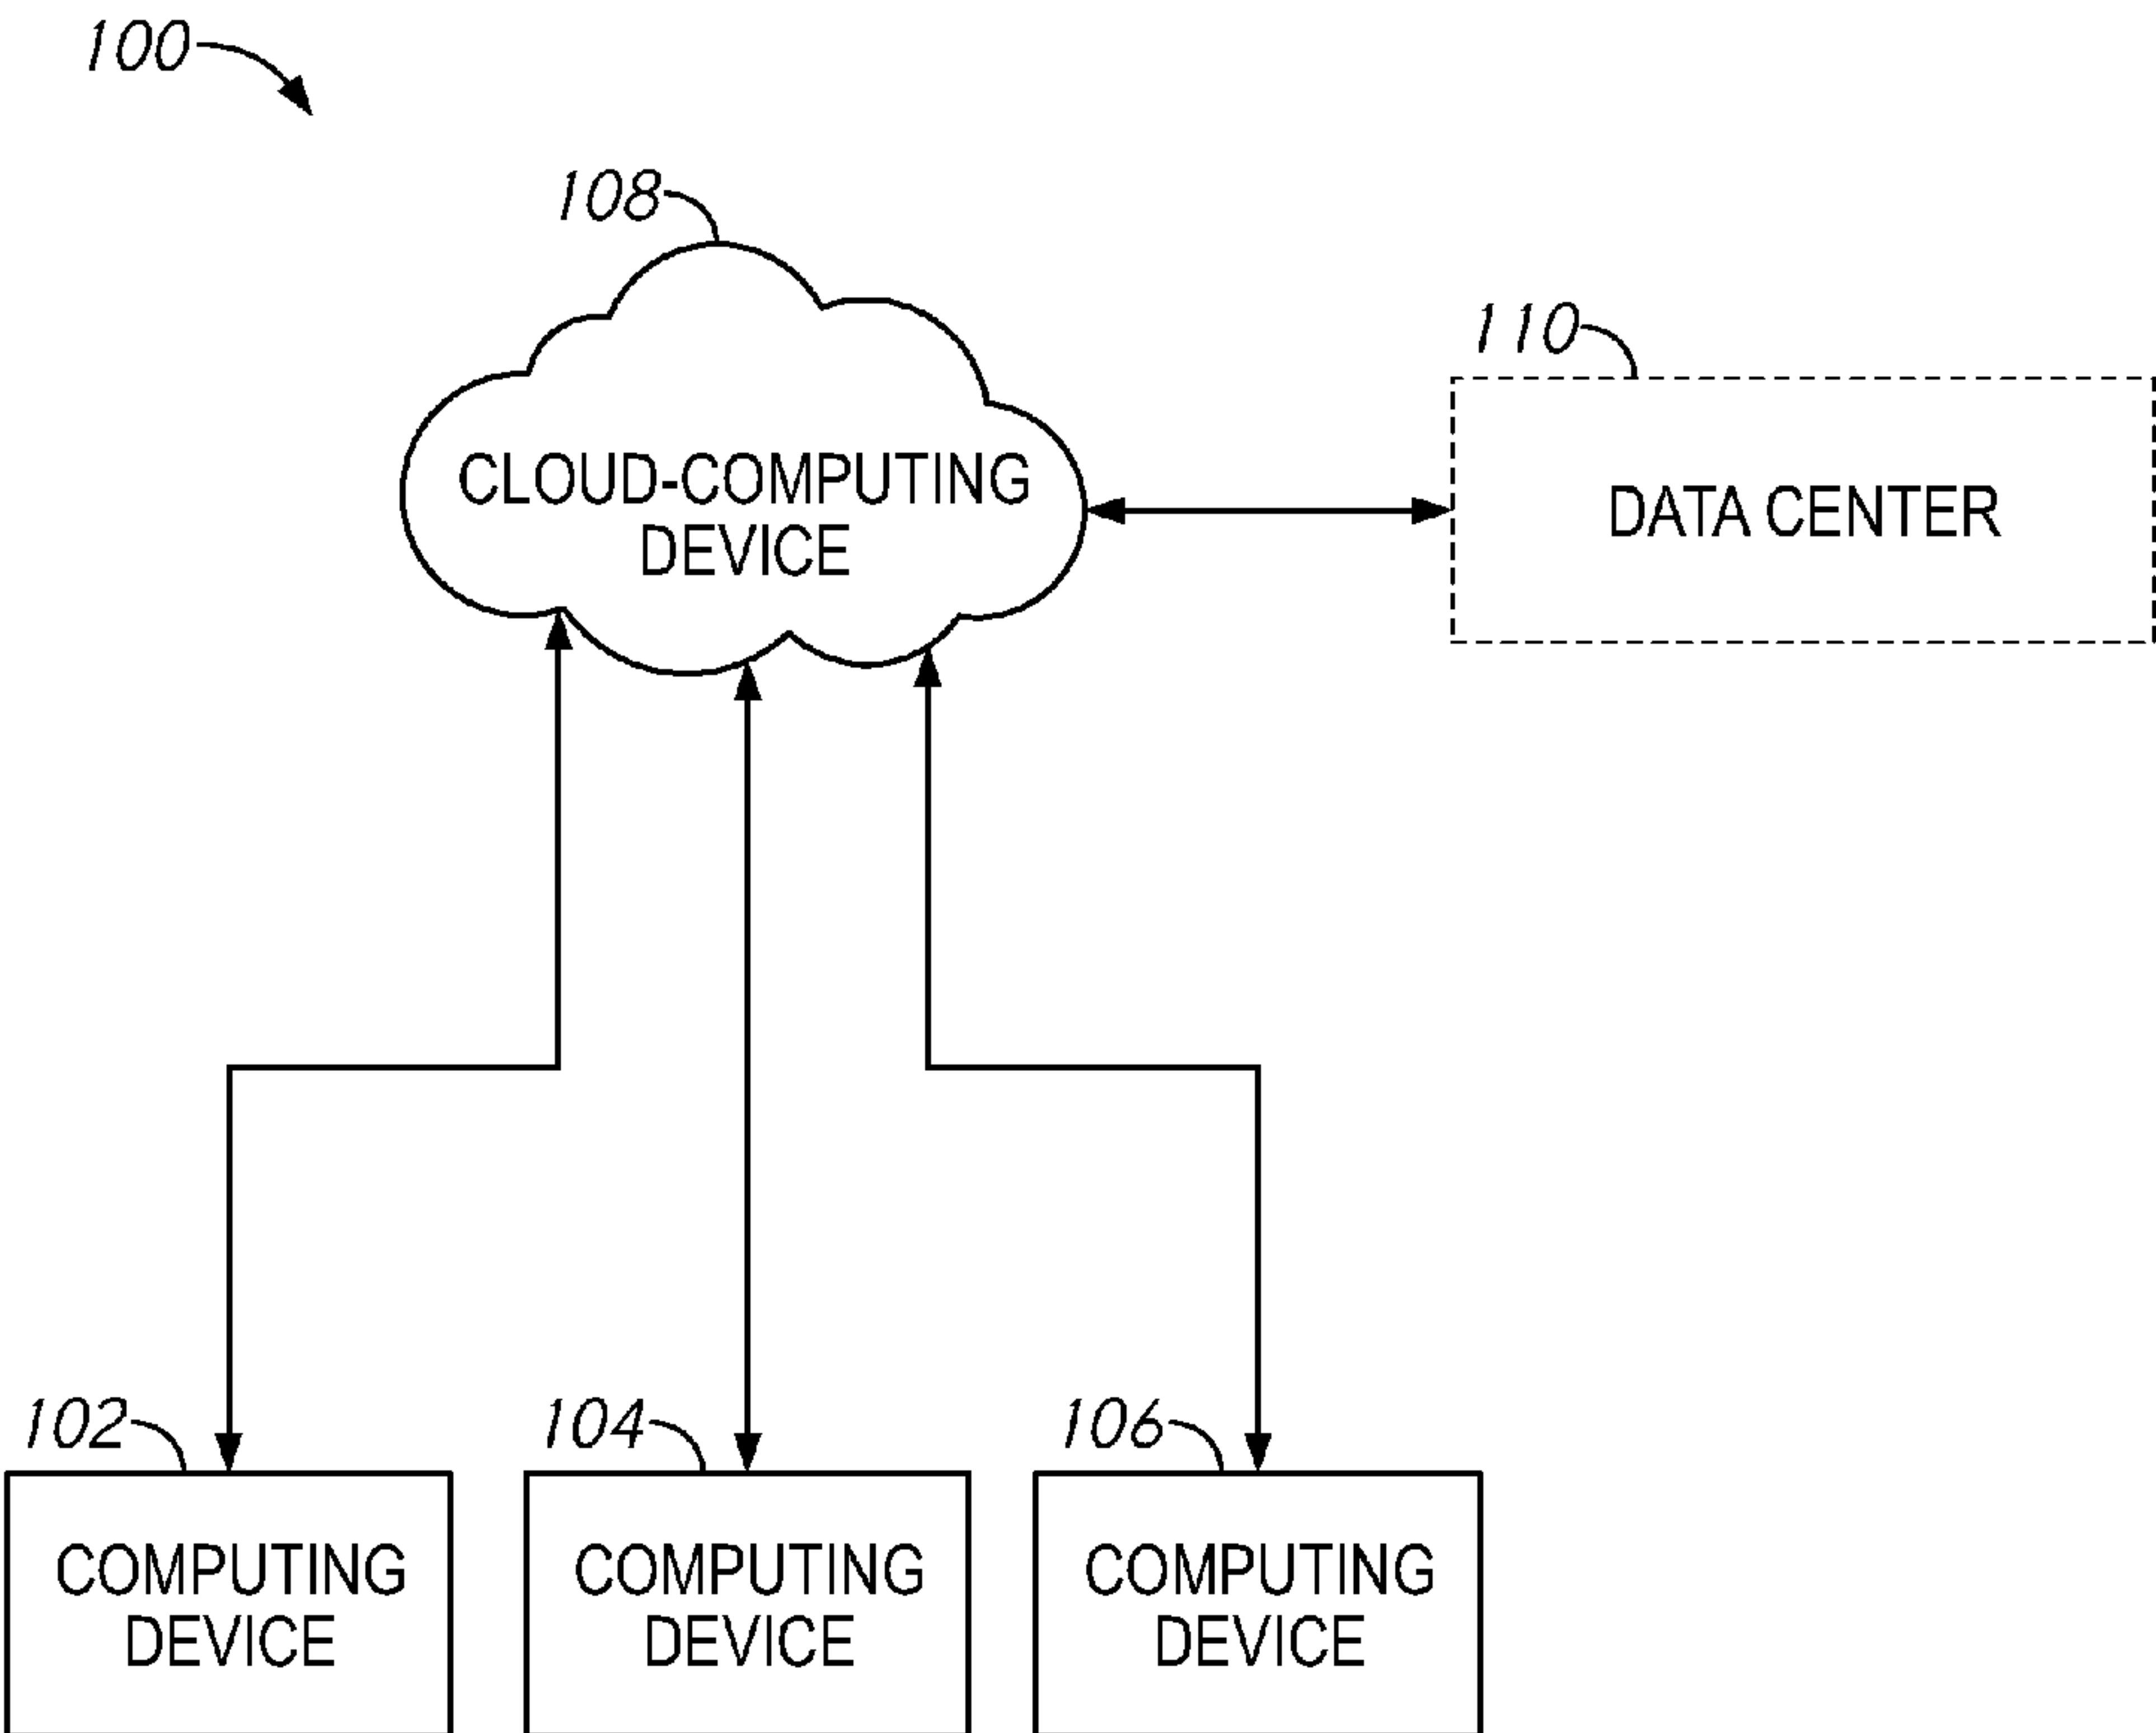 100
108
110
CLOUD-COMPUTING
DEVICE
DATA CENTER
102
104
106
COMPUTING
DEVICE
COMPUTING
DEVICE
COMPUTING
DEVICE